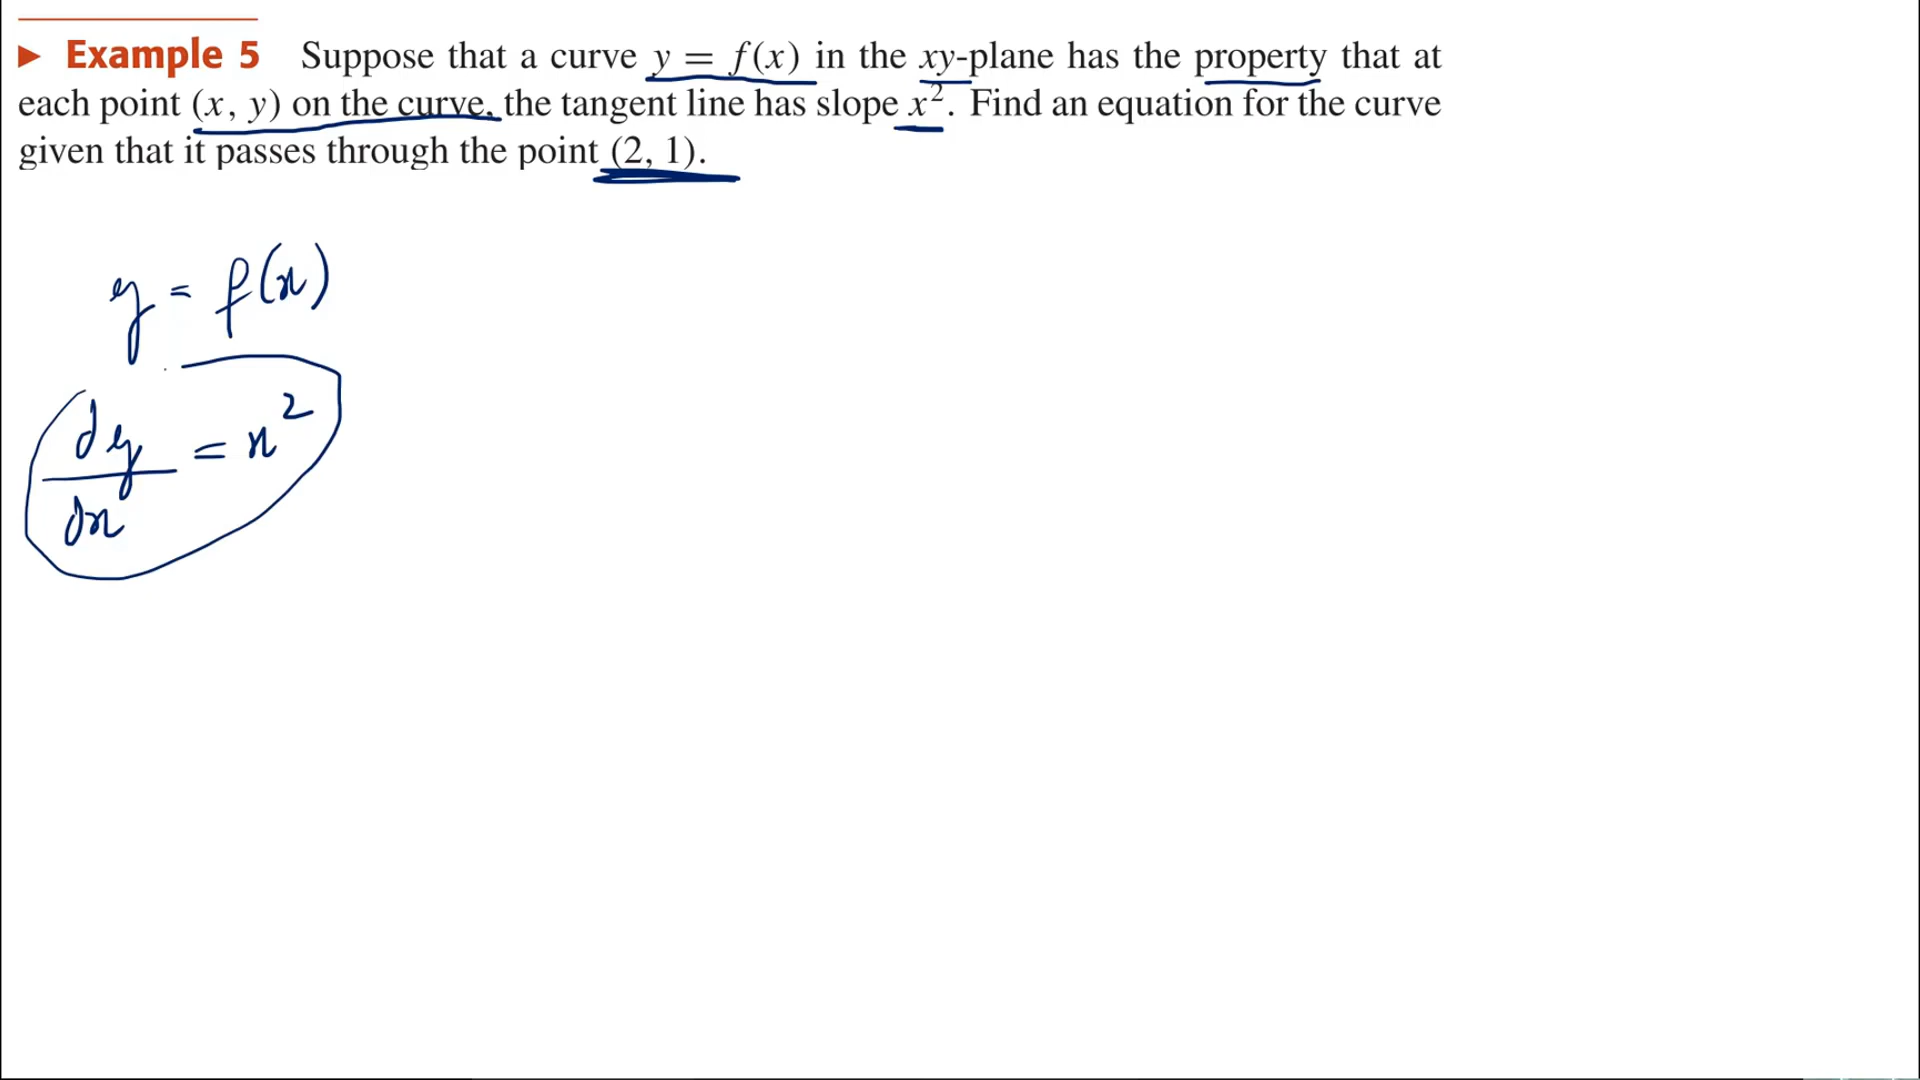 ► Example 5 Suppose that a curve y = f(x) in the xy-plane has the property that at
each point (x, y) on the curve, the tangent line has slope x². Find an equation for the curve
given that it passes through the point (2, 1).
y = f(x)
dy/dx = x²